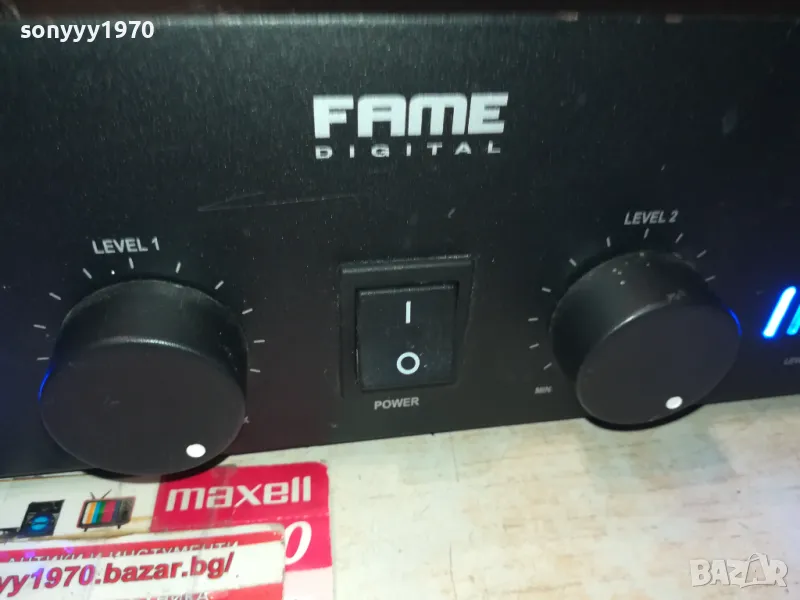 sonyyy1970
FAME
DIGITAL
LEVEL 1
LEVEL 2
I
O
POWER
MIN.
maxell
yy1970.bazar.bg/
BAZAR